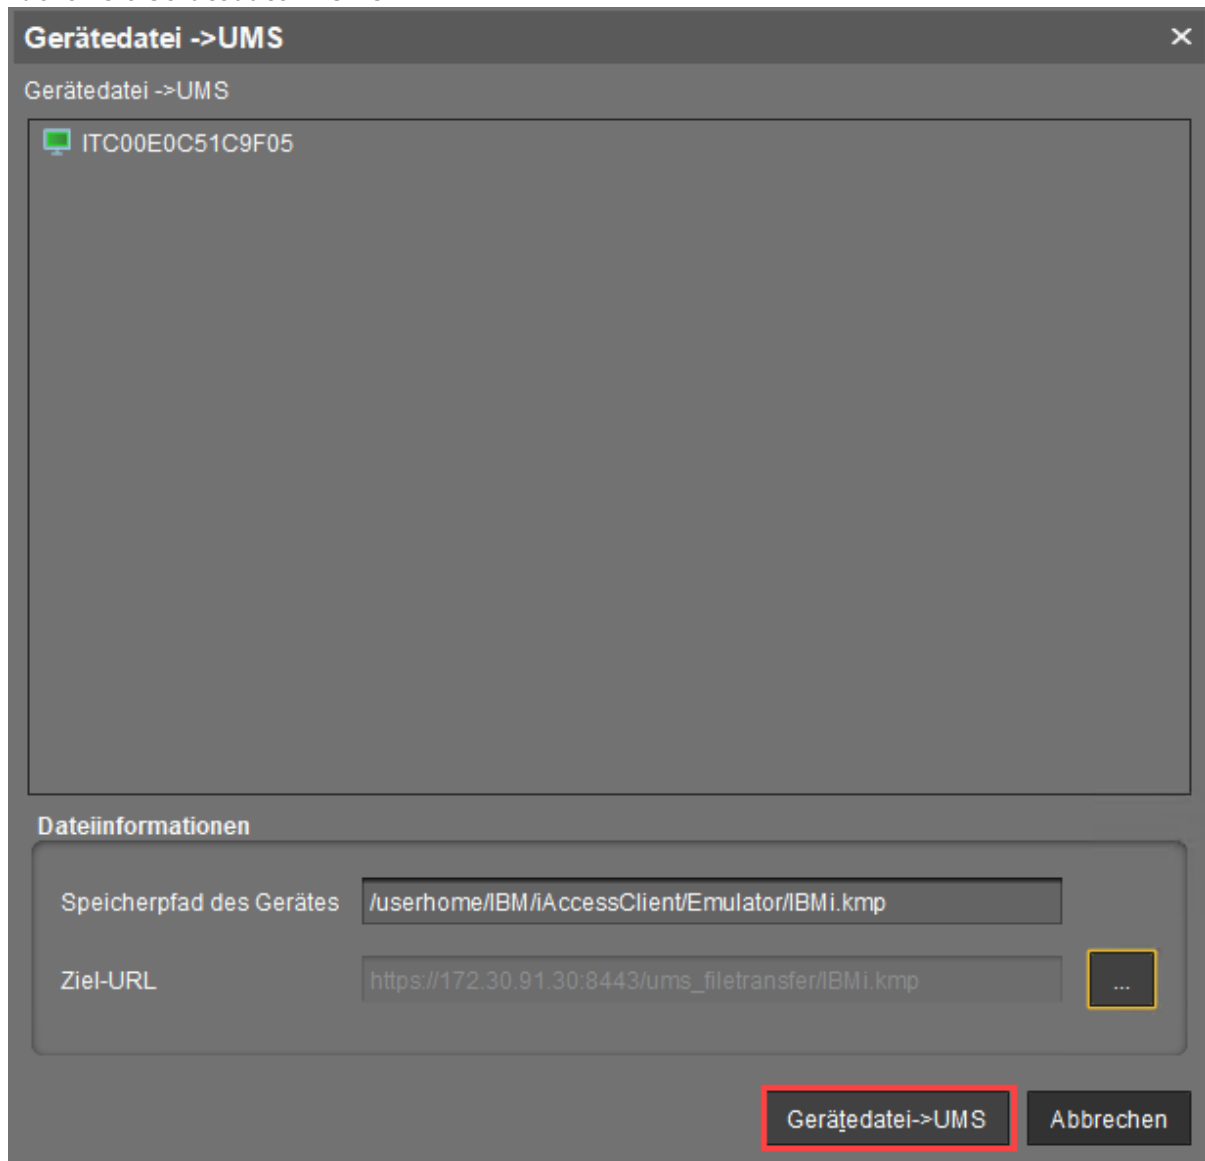 Gerätedatei ->UMS
Gerätedatei ->UMS
ITC00E0C51C9F05
Dateiinformationen
Speicherpfad des Gerätes /userhome/IBM/iAccessClient/Emulator/IBMi.kmp
Ziel-URL https://172.30.91.30:8443/ums_filetransfer/IBMi.kmp ...
Gerätedatei->UMS Abbrechen